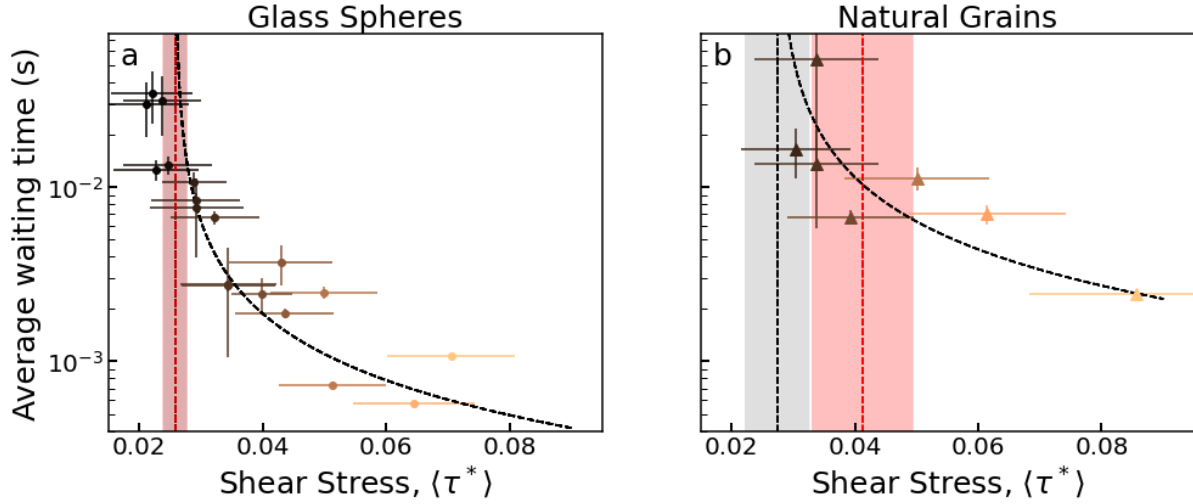 Glass Spheres
Natural Grains
Average waiting time (s)
a
b
10⁻²
10⁻³
0.02 0.04 0.06 0.08
0.02 0.04 0.06 0.08
Shear Stress, ⟨τ*⟩
Shear Stress, ⟨τ*⟩